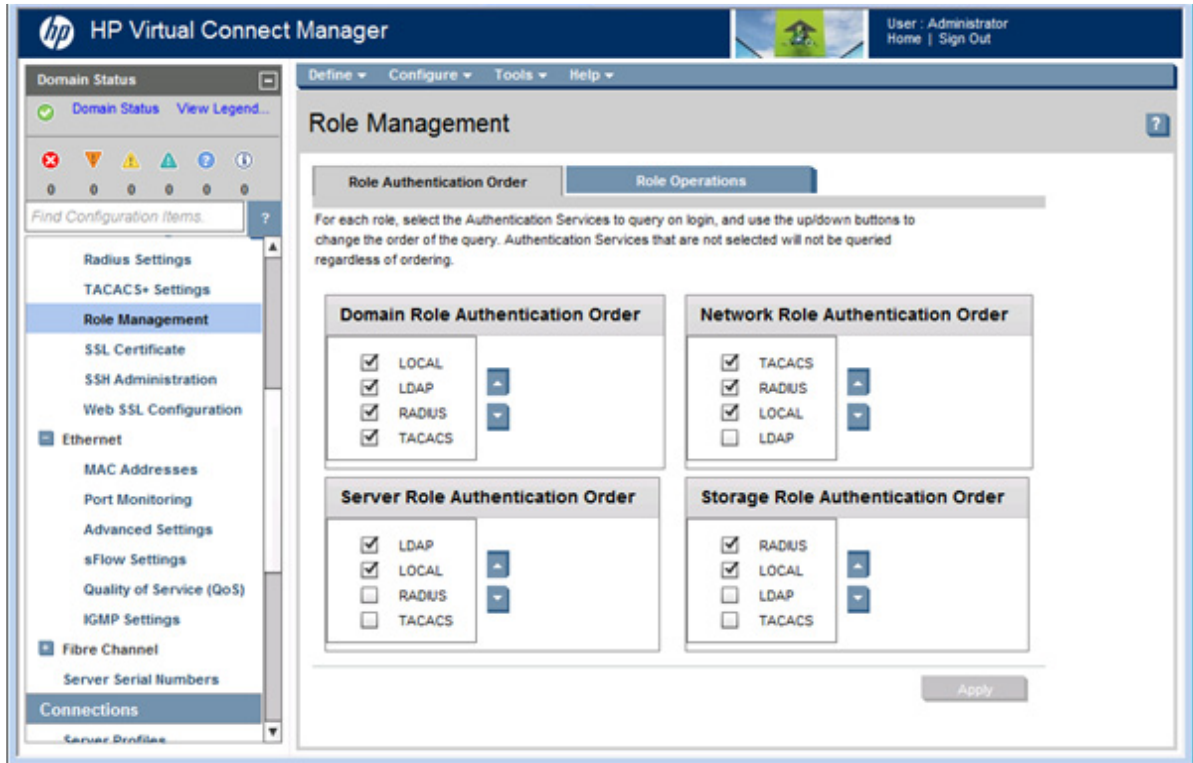 hp HP Virtual Connect Manager
User : Administrator
Home | Sign Out
Domain Status
Domain Status View Legend...
0 0 0 0 0 0
Find Configuration Items. ?
Radius Settings
TACACS+ Settings
Role Management
SSL Certificate
SSH Administration
Web SSL Configuration
Ethernet
MAC Addresses
Port Monitoring
Advanced Settings
sFlow Settings
Quality of Service (QoS)
IGMP Settings
Fibre Channel
Server Serial Numbers
Connections
Server Profiles
Define Configure Tools Help
Role Management ?
Role Authentication Order Role Operations
For each role, select the Authentication Services to query on login, and use the up/down buttons to
change the order of the query. Authentication Services that are not selected will not be queried
regardless of ordering.
Domain Role Authentication Order
LOCAL
LDAP
RADIUS
TACACS
Network Role Authentication Order
TACACS
RADIUS
LOCAL
LDAP
Server Role Authentication Order
LDAP
LOCAL
RADIUS
TACACS
Storage Role Authentication Order
RADIUS
LOCAL
LDAP
TACACS
Apply